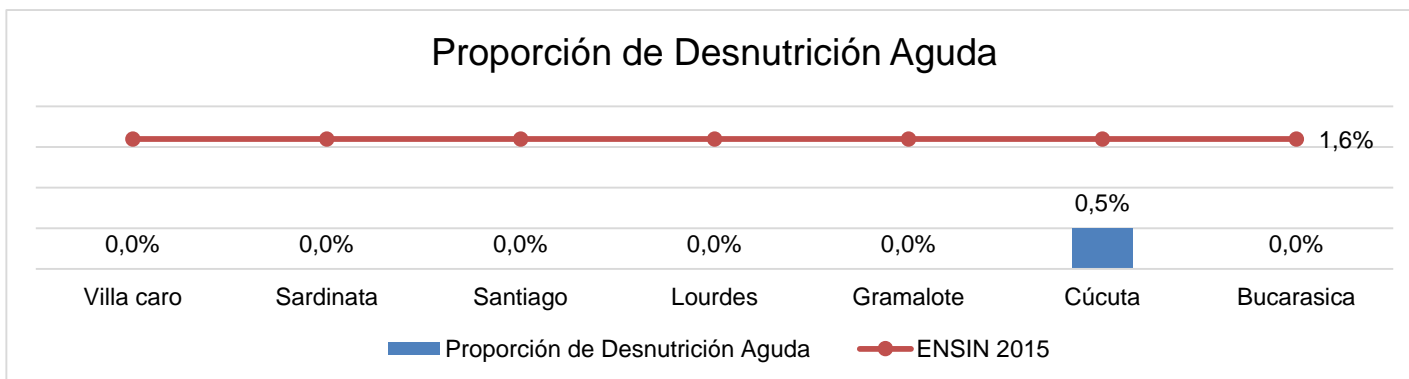 Proporción de Desnutrición Aguda
1,6%
0,5%
0,0% 0,0% 0,0% 0,0% 0,0% 0,0%
Villa caro Sardinata Santiago Lourdes Gramalote Cúcuta Bucarasica
Proporción de Desnutrición Aguda ENSIN 2015